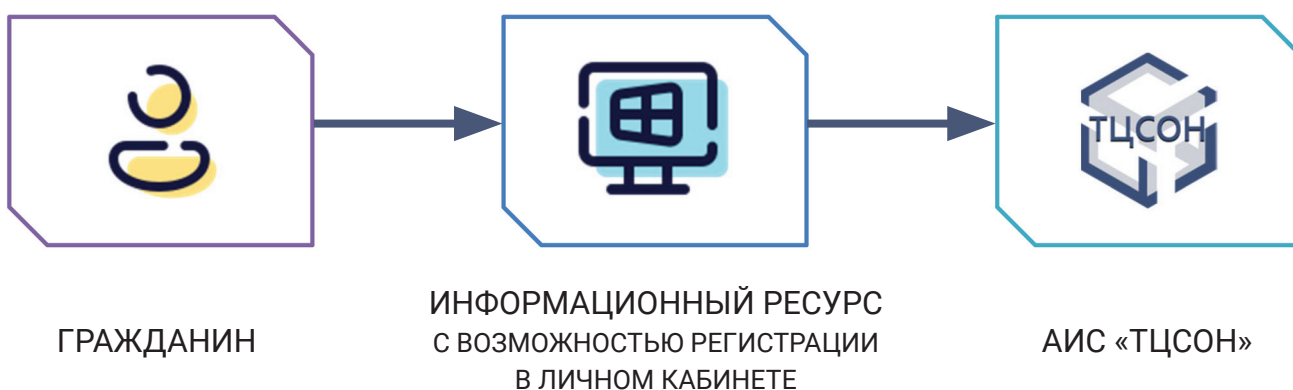 ТЦСОН
ГРАЖДАНИН
ИНФОРМАЦИОННЫЙ РЕСУРС
С ВОЗМОЖНОСТЬЮ РЕГИСТРАЦИИ
В ЛИЧНОМ КАБИНЕТЕ
АИС «ТЦСОН»